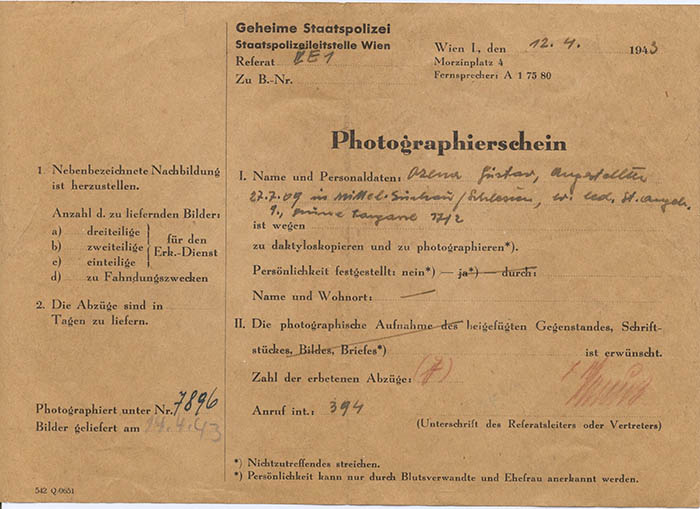 Geheime Staatspolizei
Staatspolizeileitstelle Wien
Referat
Zu B.-Nr.
Wien I., den 12. 4. 1943
Morzinplatz 4
Fernsprecher: A 1 75 80
Photographierschein
1. Nebenbezeichnete Nachbildung
ist herzustellen.
Anzahl d. zu liefernden Bilder:
a) dreiteilige
b) zweiteilige
c) einteilige
für den
Erk.-Dienst
d) zu Fahndungszwecken
2. Die Abzüge sind in
Tagen zu liefern.
Photographiert unter Nr. 7896
Bilder geliefert am 14.4.43
I. Name und Personaldaten: Gustav, Angestellter
27.7.09 in Mittel-Suchau/Schlesien,
17/2
ist wegen
zu daktyloskopieren und zu photographieren*).
Persönlichkeit festgestellt: nein*) — ja*) — durch:
Name und Wohnort: —
II. Die photographische Aufnahme des beigefügten Gegenstandes, Schrift-
stückes, Bildes, Briefes*) ist erwünscht.
Zahl der erbetenen Abzüge:
Anruf int.: 394
(Unterschrift des Referatsleiters oder Vertreters)
*) Nichtzutreffendes streichen.
*) Persönlichkeit kann nur durch Blutsverwandte und Ehefrau anerkannt werden.
542 Q/0651